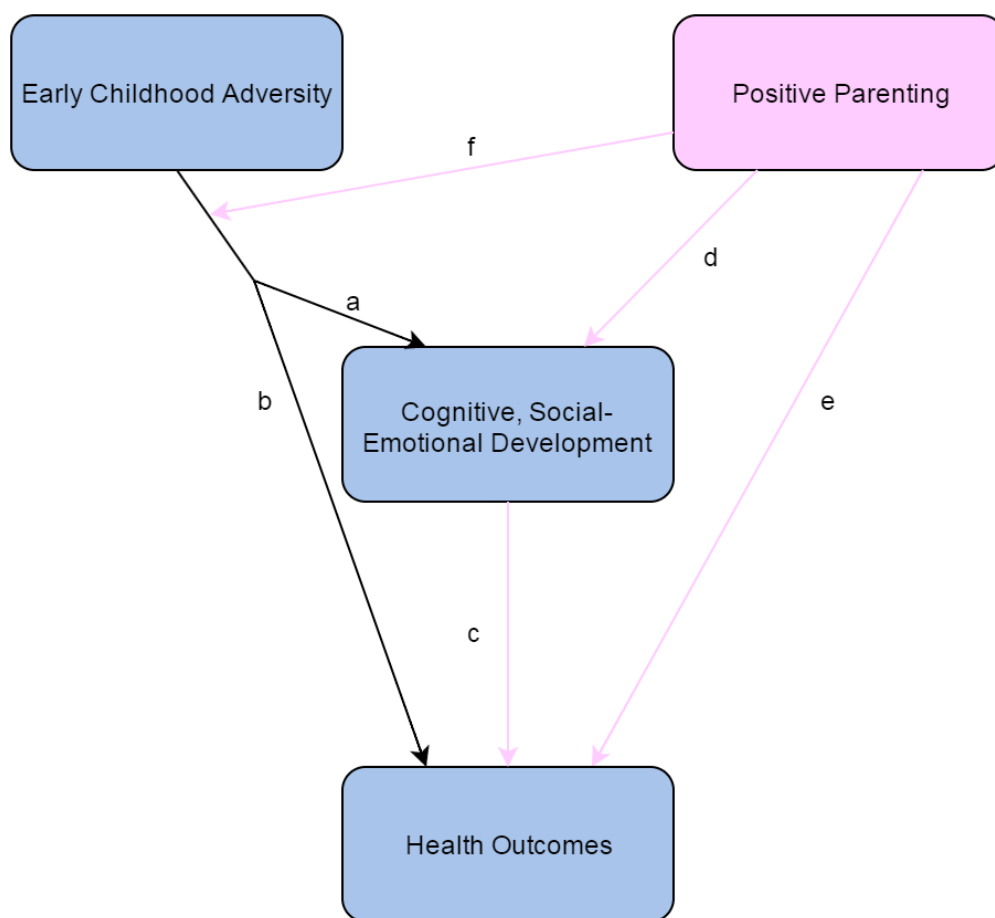 Early Childhood Adversity
Positive Parenting
f
d
a
b
e
Cognitive, Social-
Emotional Development
c
Health Outcomes